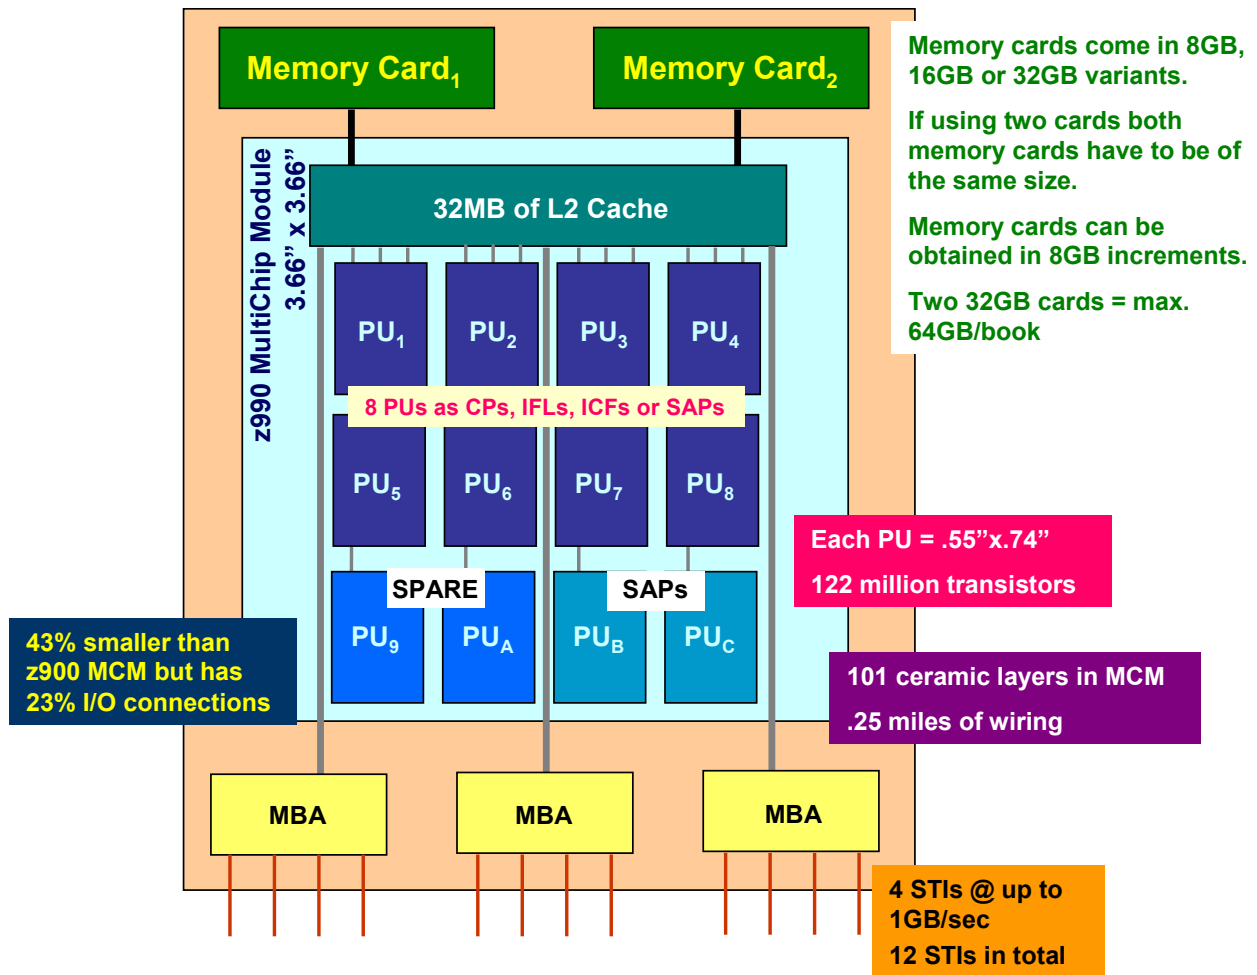 Memory Card1
Memory Card2
Memory cards come in 8GB,
16GB or 32GB variants.
If using two cards both
memory cards have to be of
the same size.
Memory cards can be
obtained in 8GB increments.
Two 32GB cards = max.
64GB/book
z990 MultiChip Module
3.66” x 3.66”
32MB of L2 Cache
PU1
PU2
PU3
PU4
8 PUs as CPs, IFLs, ICFs or SAPs
PU5
PU6
PU7
PU8
Each PU = .55”x.74”
122 million transistors
SPARE
SAPs
PU9
PUA
PUB
PUC
43% smaller than
z900 MCM but has
23% I/O connections
101 ceramic layers in MCM
.25 miles of wiring
MBA
MBA
MBA
4 STIs @ up to
1GB/sec
12 STIs in total